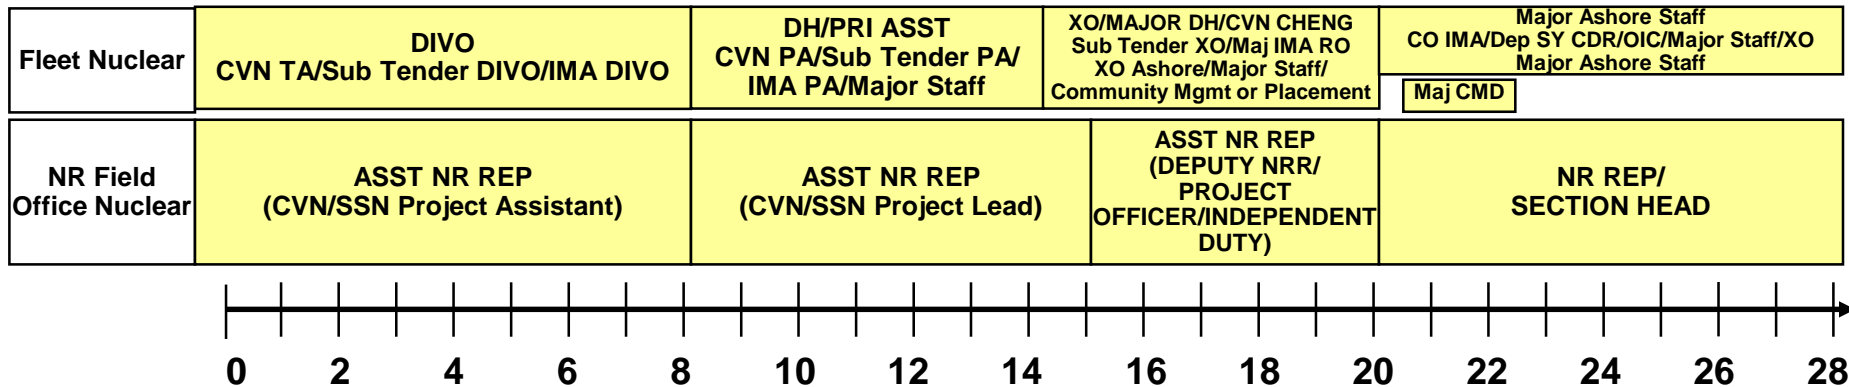 Fleet Nuclear
DIVO
CVN TA/Sub Tender DIVO/IMA DIVO
DH/PRI ASST
CVN PA/Sub Tender PA/
IMA PA/Major Staff
XO/MAJOR DH/CVN CHENG
Sub Tender XO/Maj IMA RO
XO Ashore/Major Staff/
Community Mgmt or Placement
Major Ashore Staff
CO IMA/Dep SY CDR/OIC/Major Staff/XO
Major Ashore Staff
Maj CMD
NR Field
Office Nuclear
ASST NR REP
(CVN/SSN Project Assistant)
ASST NR REP
(CVN/SSN Project Lead)
ASST NR REP
(DEPUTY NRR/
PROJECT
OFFICER/INDEPENDENT
DUTY)
NR REP/
SECTION HEAD
0 2 4 6 8 10 12 14 16 18 20 22 24 26 28